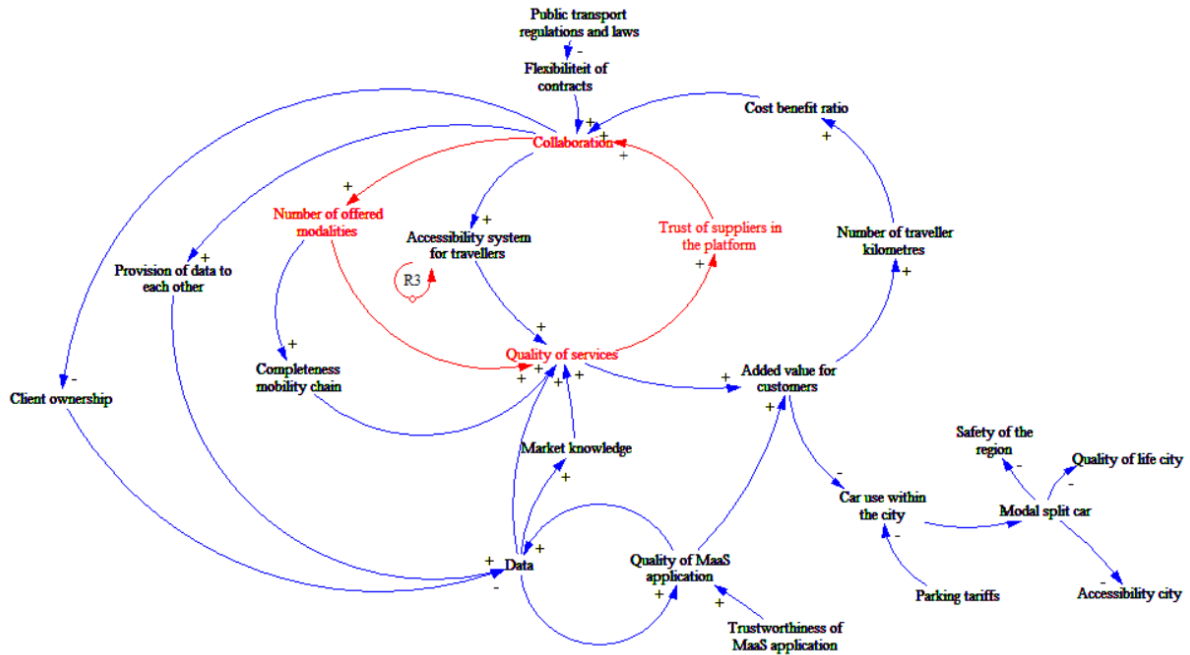 Public transport
regulations and laws
-
Flexibiliteit of
contracts
Cost benefit ratio
+
+
+
Collaboration
+
+
Number of offered
modalities
+
Accessibility system
for travellers
Trust of suppliers in
the platform
+
Number of traveller
kilometres
+
+
Provision of data to
each other
R3
+
Quality of services
+
+
+
+
+
Completeness
mobility chain
-
Client ownership
+
Added value for
customers
+
Market knowledge
+
Safety of the
region
-
Quality of life city
-
-
Car use within
the city
-
Modal split car
+
-
Data
+
Quality of MaaS
application
+
+
Parking tariffs
-
Accessibility city
Trustworthiness of
MaaS application